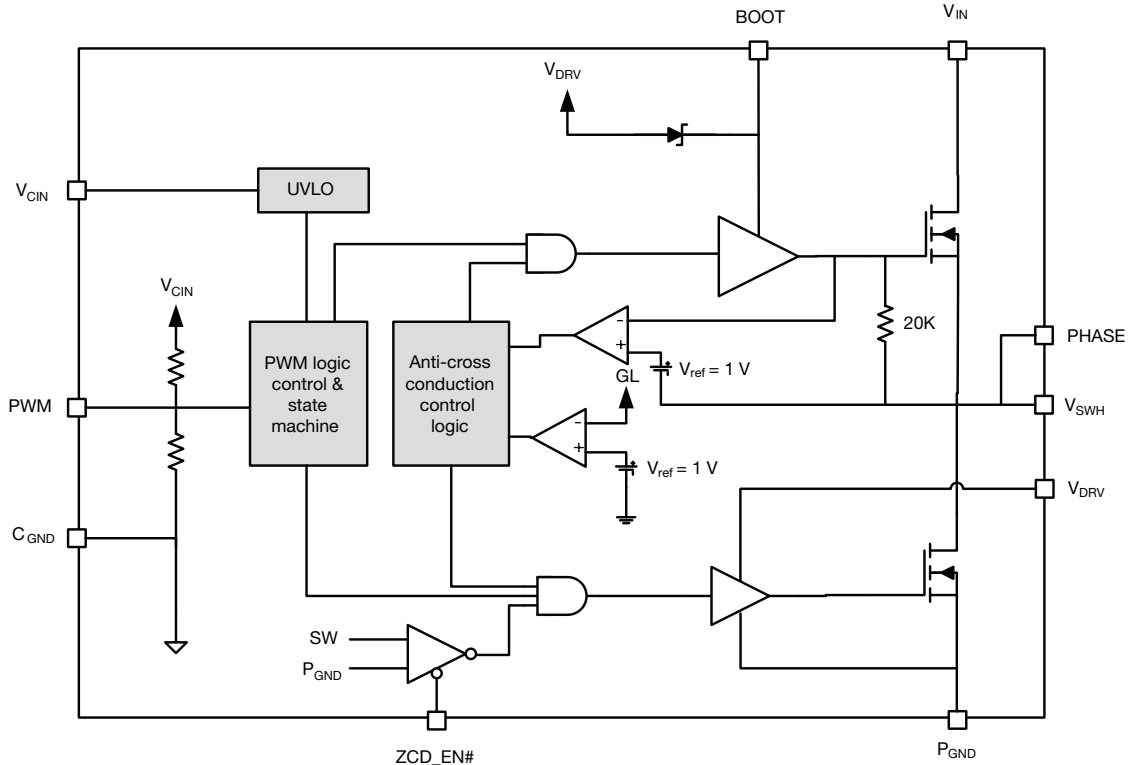 BOOT
V_IN
V_DRV
V_CIN
UVLO
V_CIN
20K
PHASE
PWM logic
control &
state
machine
Anti-cross
conduction
control
logic
-
+
V_ref = 1 V
GL
PWM
V_SWH
-
+
V_ref = 1 V
V_DRV
C_GND
SW
P_GND
ZCD_EN#
P_GND